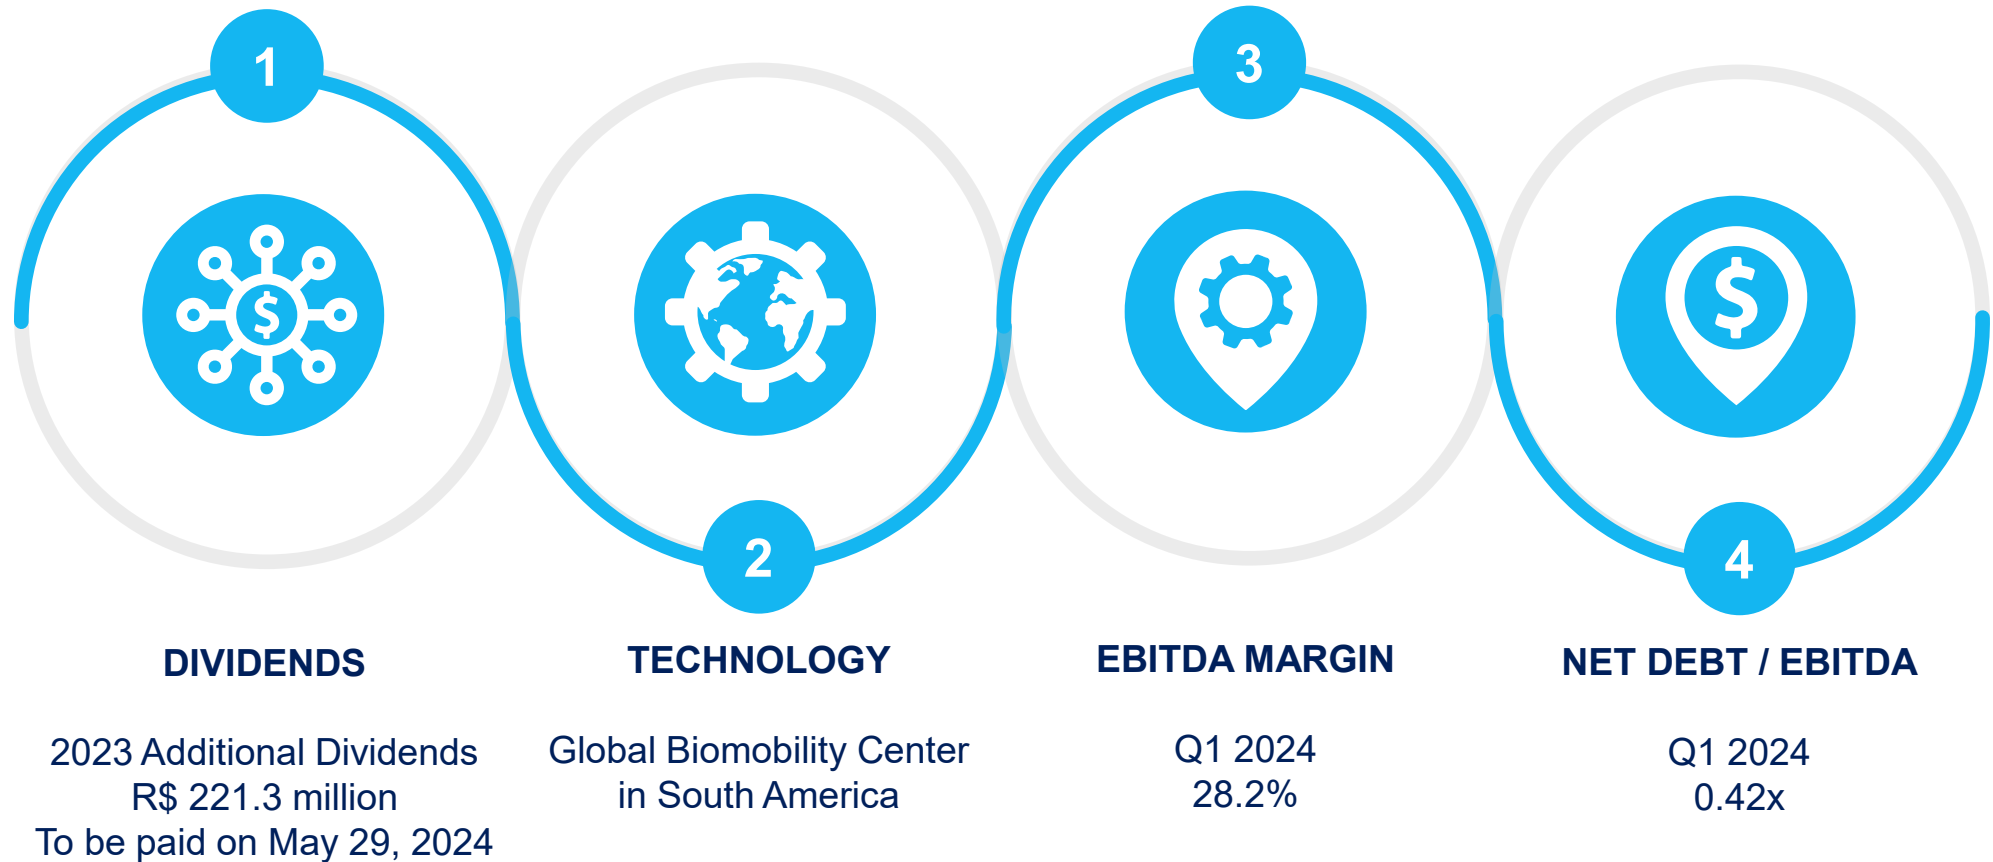 1
DIVIDENDS
2023 Additional Dividends
R$ 221.3 million
To be paid on May 29, 2024
2
TECHNOLOGY
Global Biomobility Center
in South America
3
EBITDA MARGIN
Q1 2024
28.2%
4
NET DEBT / EBITDA
Q1 2024
0.42x